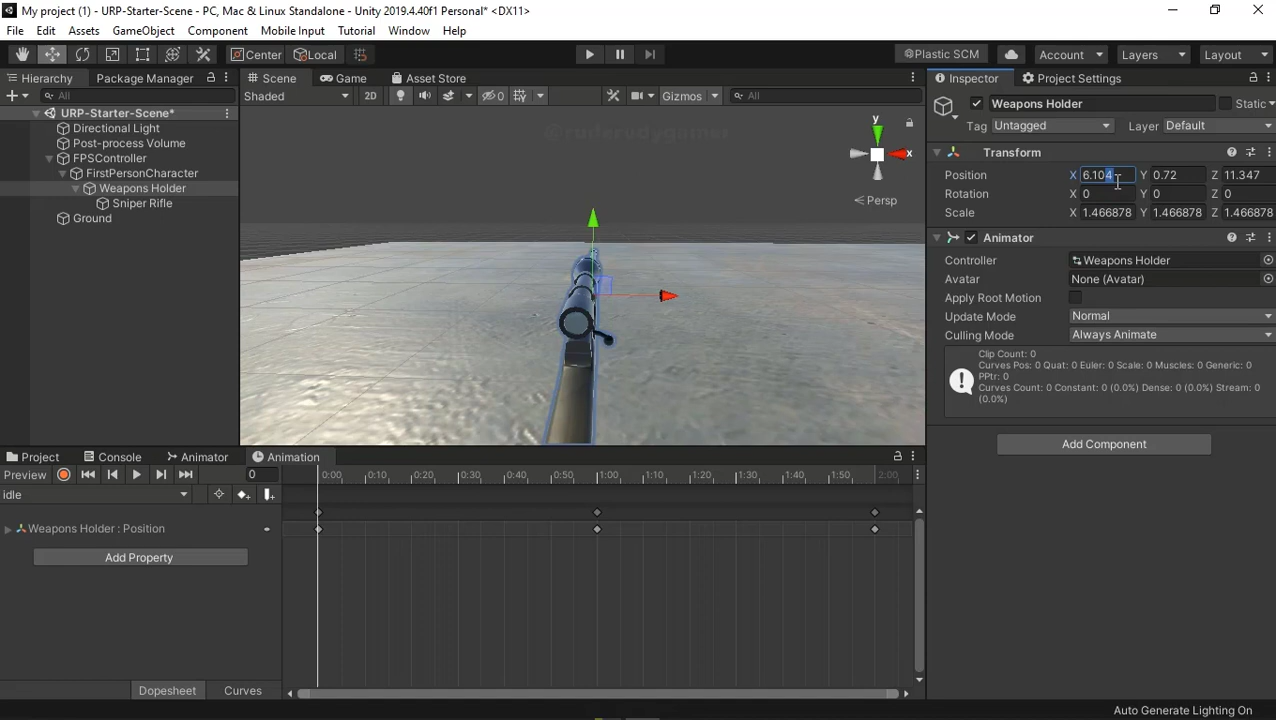 My project (1) - URP-Starter-Scene - PC, Mac & Linux Standalone - Unity 2019.4.40f1 Personal* <DX11>
File Edit Assets GameObject Component Mobile Input Tutorial Window Help
Center Local Plastic SCM Account Layers Layout
Hierarchy Package Manager
All
URP-Starter-Scene*
Directional Light
Post-process Volume
FPSController
FirstPersonCharacter
Weapons Holder
Sniper Rifle
Ground
Scene Game Asset Store
Shaded 2D 0 Gizmos All
@ruderudygames
y
x
Persp
Inspector Project Settings
Weapons Holder Static
Tag Untagged Layer Default
Transform
Position X 6.104 Y 0.72 Z 11.347
Rotation X 0 Y 0 Z 0
Scale X 1.466878 Y 1.466878 Z 1.466878
Animator
Controller Weapons Holder
Avatar None (Avatar)
Apply Root Motion
Update Mode Normal
Culling Mode Always Animate
Clip Count: 0
Curves Pos: 0 Quat: 0 Euler: 0 Scale: 0 Muscles: 0 Generic: 0
PPtr: 0
Curves Count: 0 Constant: 0 (0.0%) Dense: 0 (0.0%) Stream: 0
(0.0%)
Add Component
Project Console Animator Animation
Preview 0 0:00 0:10 0:20 0:30 0:40 0:50 1:00 1:10 1:20 1:30 1:40 1:50 2:00
idle
Weapons Holder : Position
Add Property
Dopesheet Curves
Auto Generate Lighting On